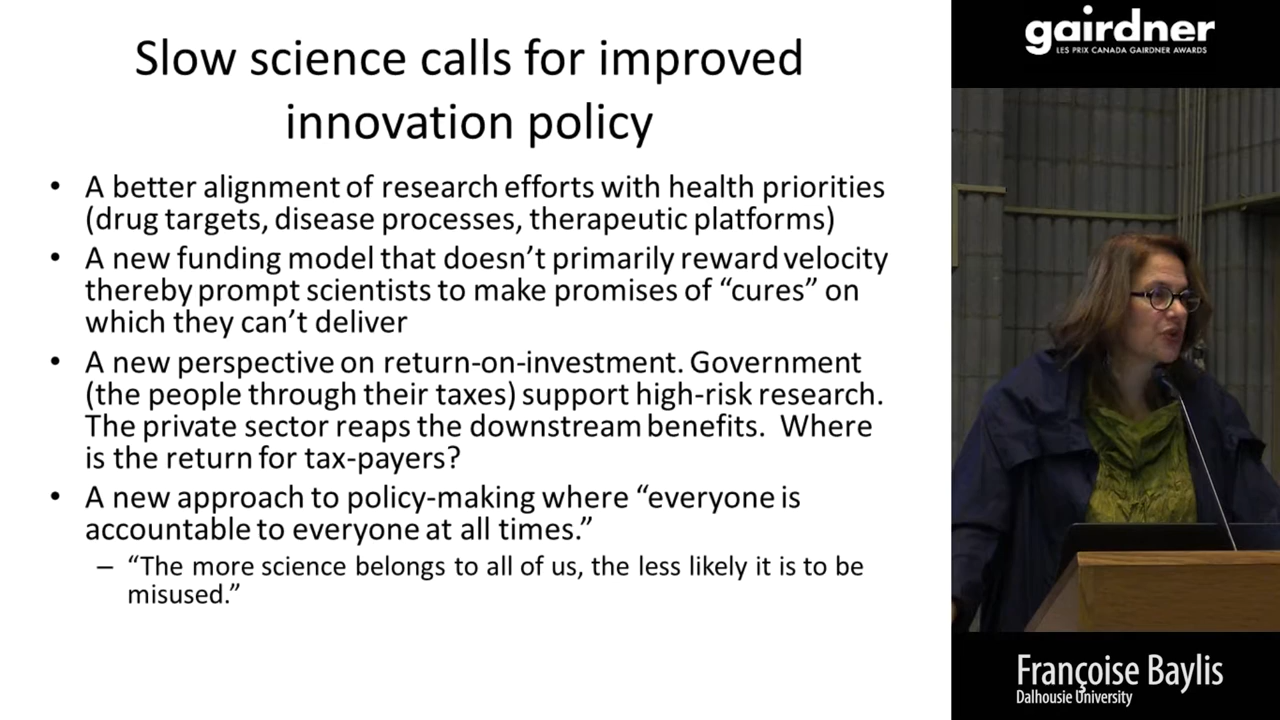 Slow science calls for improved
innovation policy
• A better alignment of research efforts with health priorities
(drug targets, disease processes, therapeutic platforms)
• A new funding model that doesn’t primarily reward velocity
thereby prompt scientists to make promises of “cures” on
which they can’t deliver
• A new perspective on return-on-investment. Government
(the people through their taxes) support high-risk research.
The private sector reaps the downstream benefits. Where
is the return for tax-payers?
• A new approach to policy-making where “everyone is
accountable to everyone at all times.”
– “The more science belongs to all of us, the less likely it is to be
misused.”
gairdner
LES PRIX CANADA GAIRDNER AWARDS
Françoise Baylis
Dalhousie University